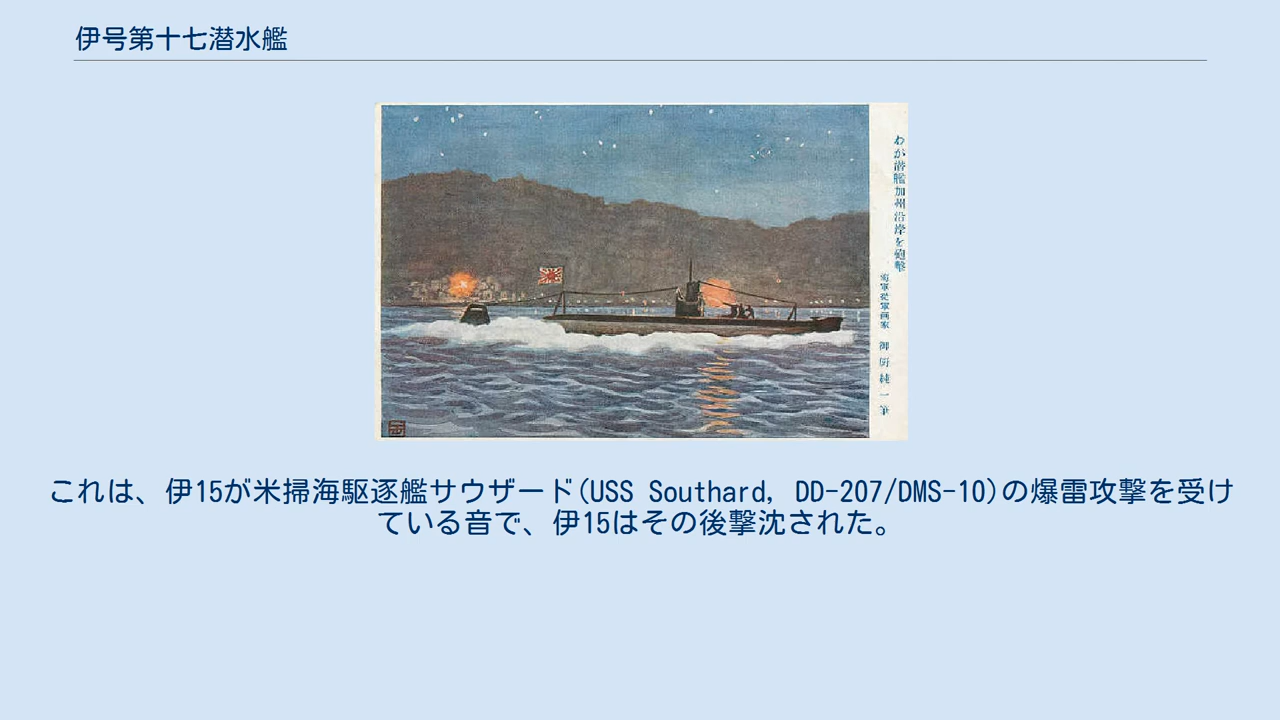 伊号第十七潜水艦
わが潜艦加州沿岸を砲撃
海軍従軍画家 御厨純一筆
これは、伊15が米掃海駆逐艦サウザード(USS Southard, DD-207/DMS-10)の爆雷攻撃を受け
ている音で、伊15はその後撃沈された。